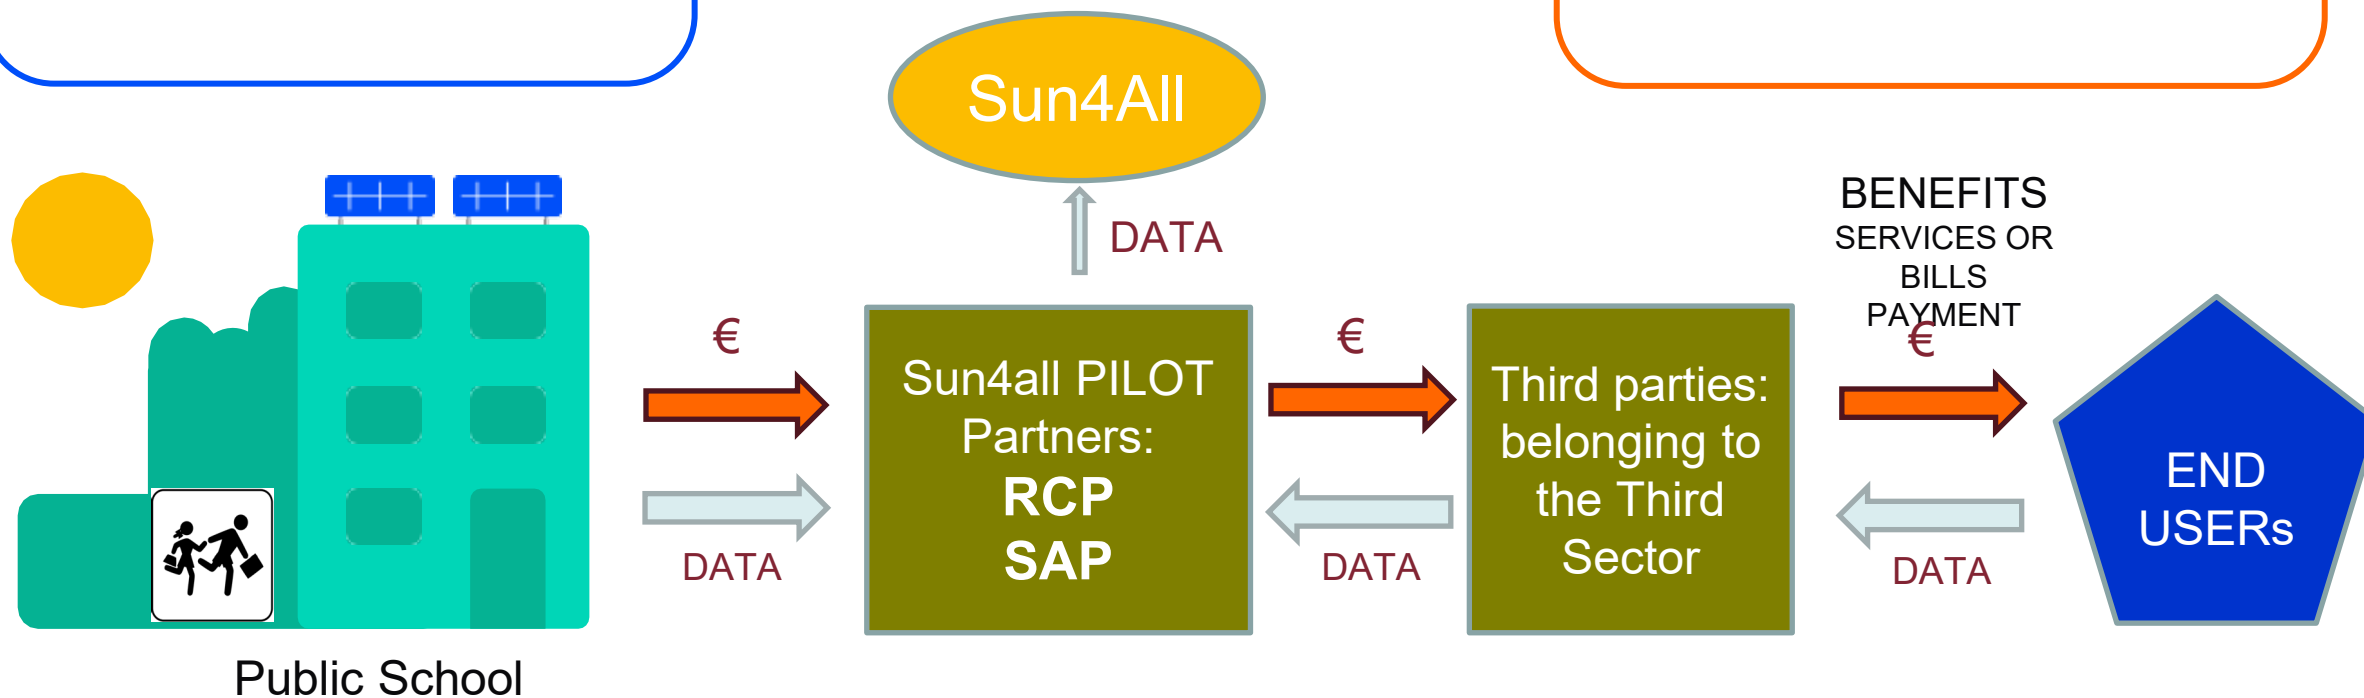 Sun4All
DATA
BENEFITS
SERVICES OR
BILLS
PAYMENT
€
€
€
Sun4all PILOT
Partners:
RCP
SAP
Third parties:
belonging to
the Third
Sector
END
USERs
DATA
DATA
DATA
Public School